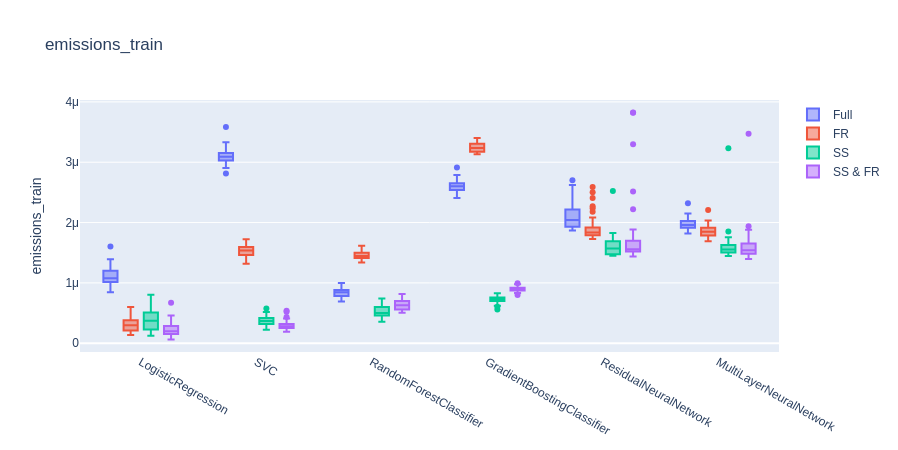 emissions_train
emissions_train
4μ
3μ
2μ
1μ
0
LogisticRegression
SVC
RandomForestClassifier
GradientBoostingClassifier
ResidualNeuralNetwork
MultiLayerNeuralNetwork
Full
FR
SS
SS & FR